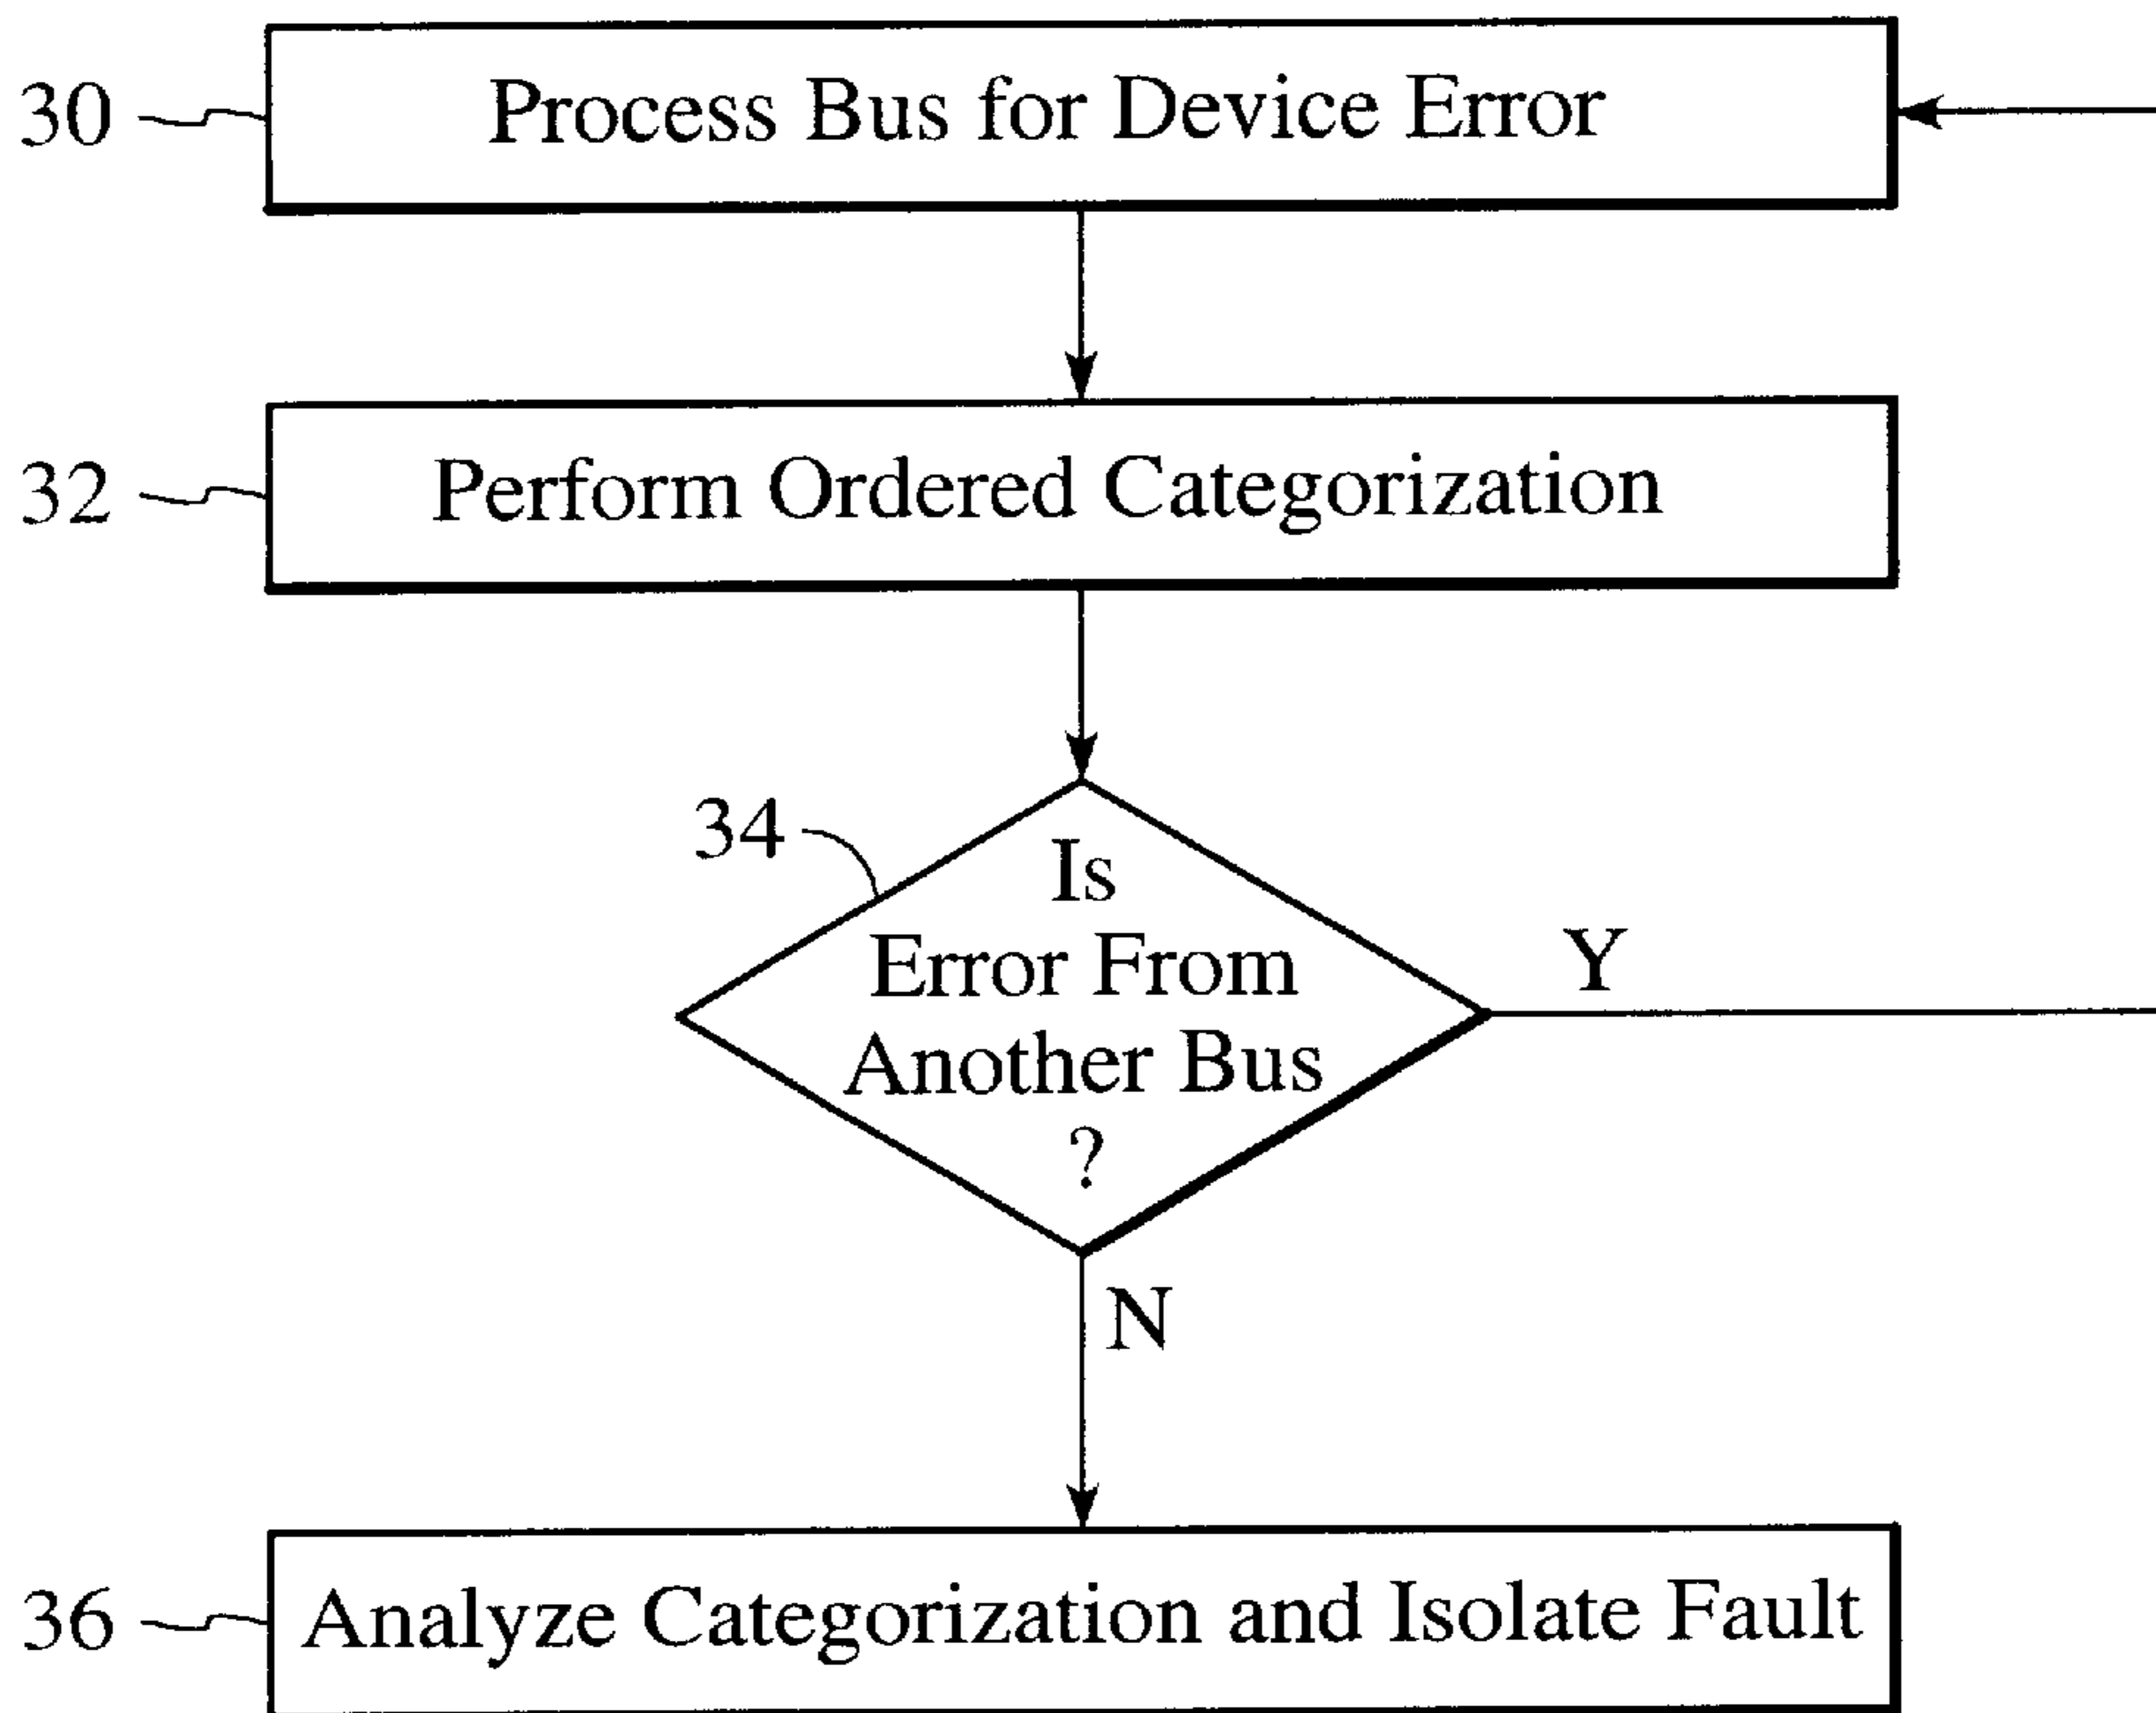 30
Process Bus for Device Error
32
Perform Ordered Categorization
34
Is
Error From
Another Bus
?
Y
N
36
Analyze Categorization and Isolate Fault